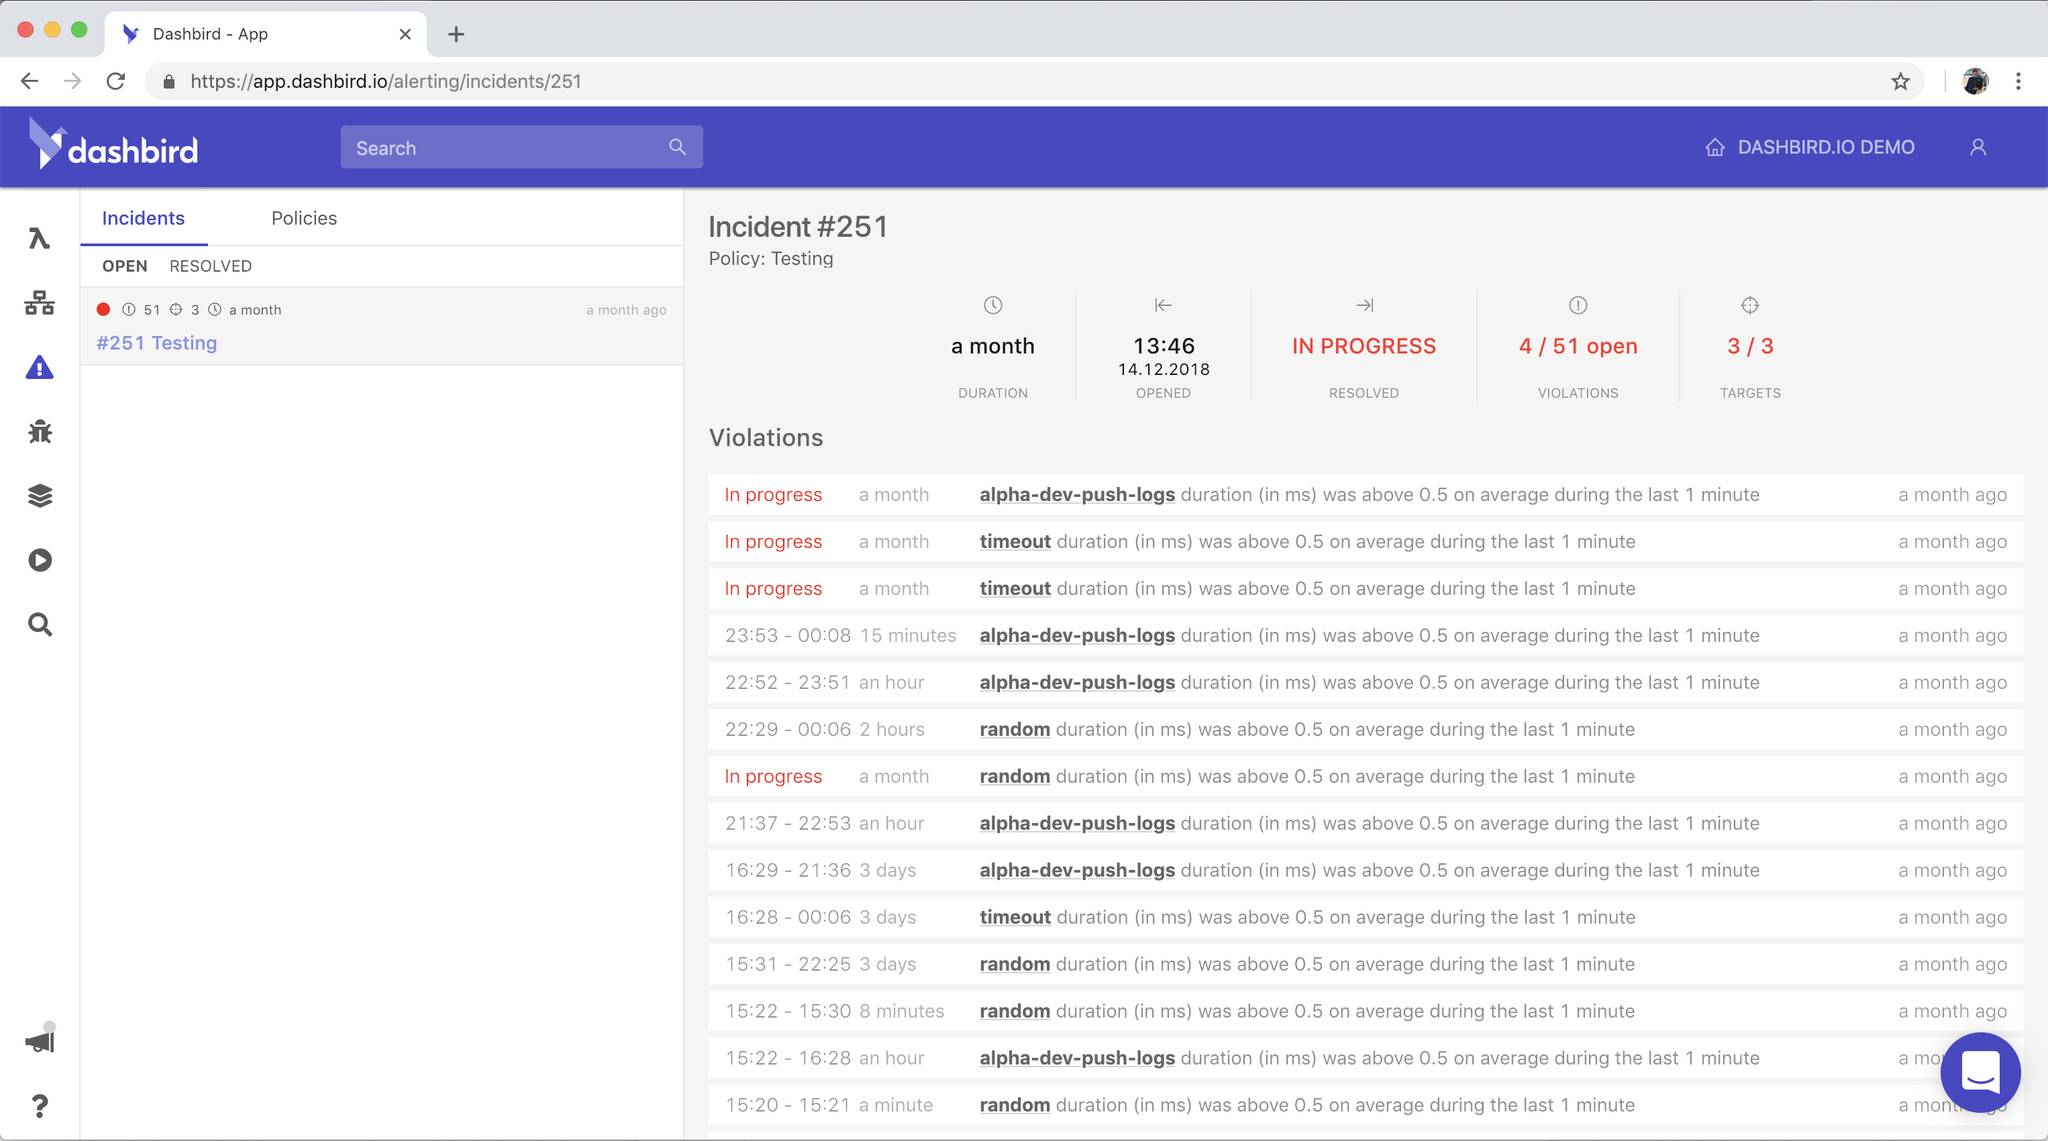 Dashbird - App
https://app.dashbird.io/alerting/incidents/251
dashbird
Search
DASHBIRD.IO DEMO
Incidents Policies
OPEN RESOLVED
51 3 a month a month ago
#251 Testing
Incident #251
Policy: Testing
a month
DURATION
13:46
14.12.2018
OPENED
IN PROGRESS
RESOLVED
4 / 51 open
VIOLATIONS
3 / 3
TARGETS
Violations
In progress a month alpha-dev-push-logs duration (in ms) was above 0.5 on average during the last 1 minute a month ago
In progress a month timeout duration (in ms) was above 0.5 on average during the last 1 minute a month ago
In progress a month timeout duration (in ms) was above 0.5 on average during the last 1 minute a month ago
23:53 - 00:08 15 minutes alpha-dev-push-logs duration (in ms) was above 0.5 on average during the last 1 minute a month ago
22:52 - 23:51 an hour alpha-dev-push-logs duration (in ms) was above 0.5 on average during the last 1 minute a month ago
22:29 - 00:06 2 hours random duration (in ms) was above 0.5 on average during the last 1 minute a month ago
In progress a month random duration (in ms) was above 0.5 on average during the last 1 minute a month ago
21:37 - 22:53 an hour alpha-dev-push-logs duration (in ms) was above 0.5 on average during the last 1 minute a month ago
16:29 - 21:36 3 days alpha-dev-push-logs duration (in ms) was above 0.5 on average during the last 1 minute a month ago
16:28 - 00:06 3 days timeout duration (in ms) was above 0.5 on average during the last 1 minute a month ago
15:31 - 22:25 3 days random duration (in ms) was above 0.5 on average during the last 1 minute a month ago
15:22 - 15:30 8 minutes random duration (in ms) was above 0.5 on average during the last 1 minute a month ago
15:22 - 16:28 an hour alpha-dev-push-logs duration (in ms) was above 0.5 on average during the last 1 minute a
15:20 - 15:21 a minute random duration (in ms) was above 0.5 on average during the last 1 minute a